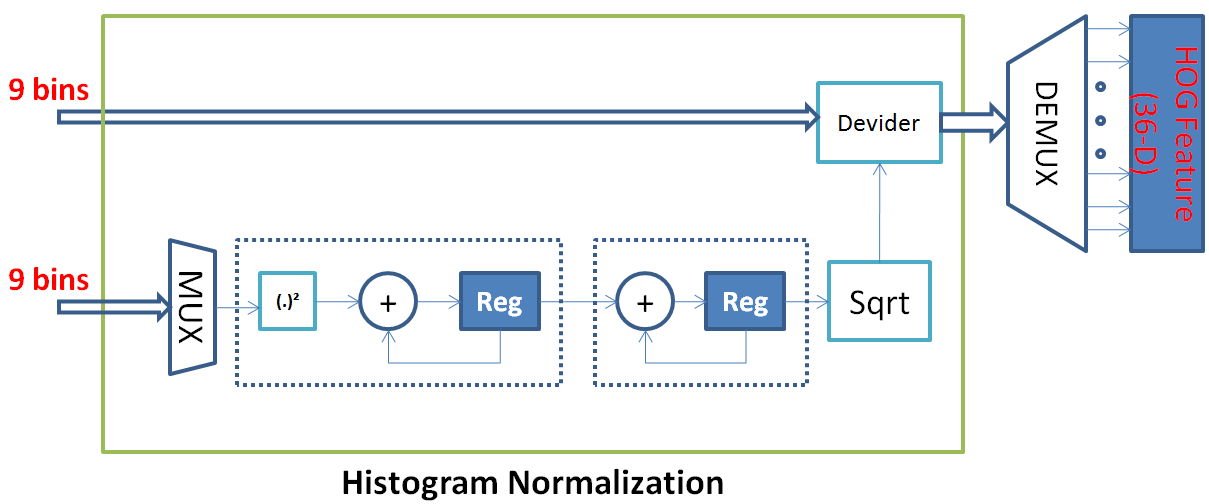 9 bins
Devider
DEMUX
HOG Feature
(36-D)
9 bins
MUX
(.)²
+
Reg
+
Reg
Sqrt
Histogram Normalization